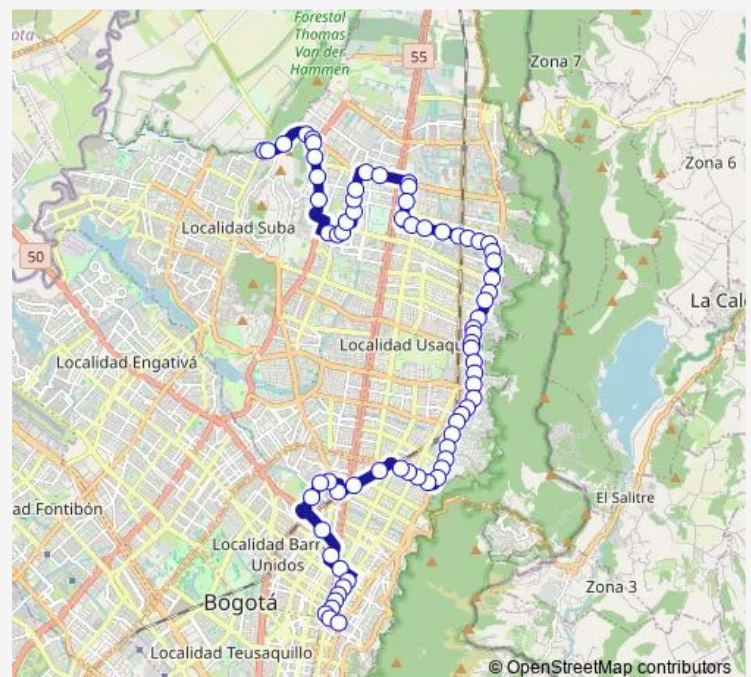 Forestal
Thomas
Van der
Hammen
55
Zona 7
Zona 6
Localidad Suba
50
La Cal
Localidad Usaqu
Localidad Engativá
El Salitre
ad Fontibón
Localidad Barr
Unidos
Zona 3
Bogotá
Localidad Teusaquillo
© OpenStreetMap contributors